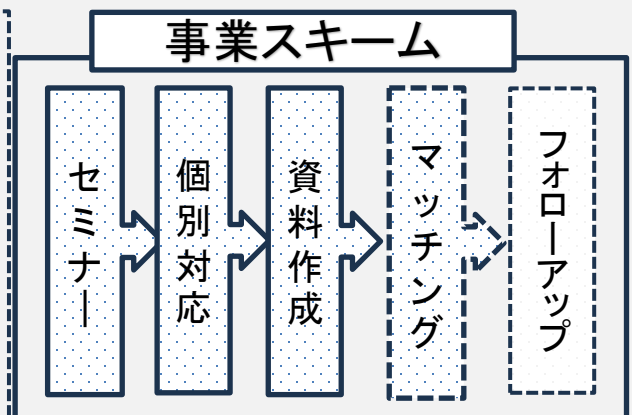 事業スキーム
セミナー
個別対応
資料作成
マッチング
フォローアップ